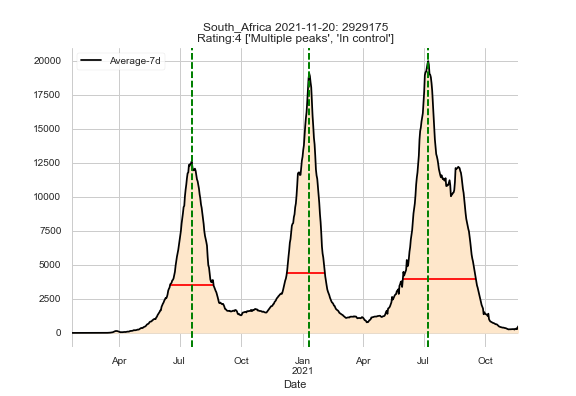 South_Africa 2021-11-20: 2929175
Rating:4 ['Multiple peaks', 'In control']
Average-7d
20000
17500
15000
12500
10000
7500
5000
2500
0
Apr Jul Oct Jan Apr Jul Oct
2021
Date